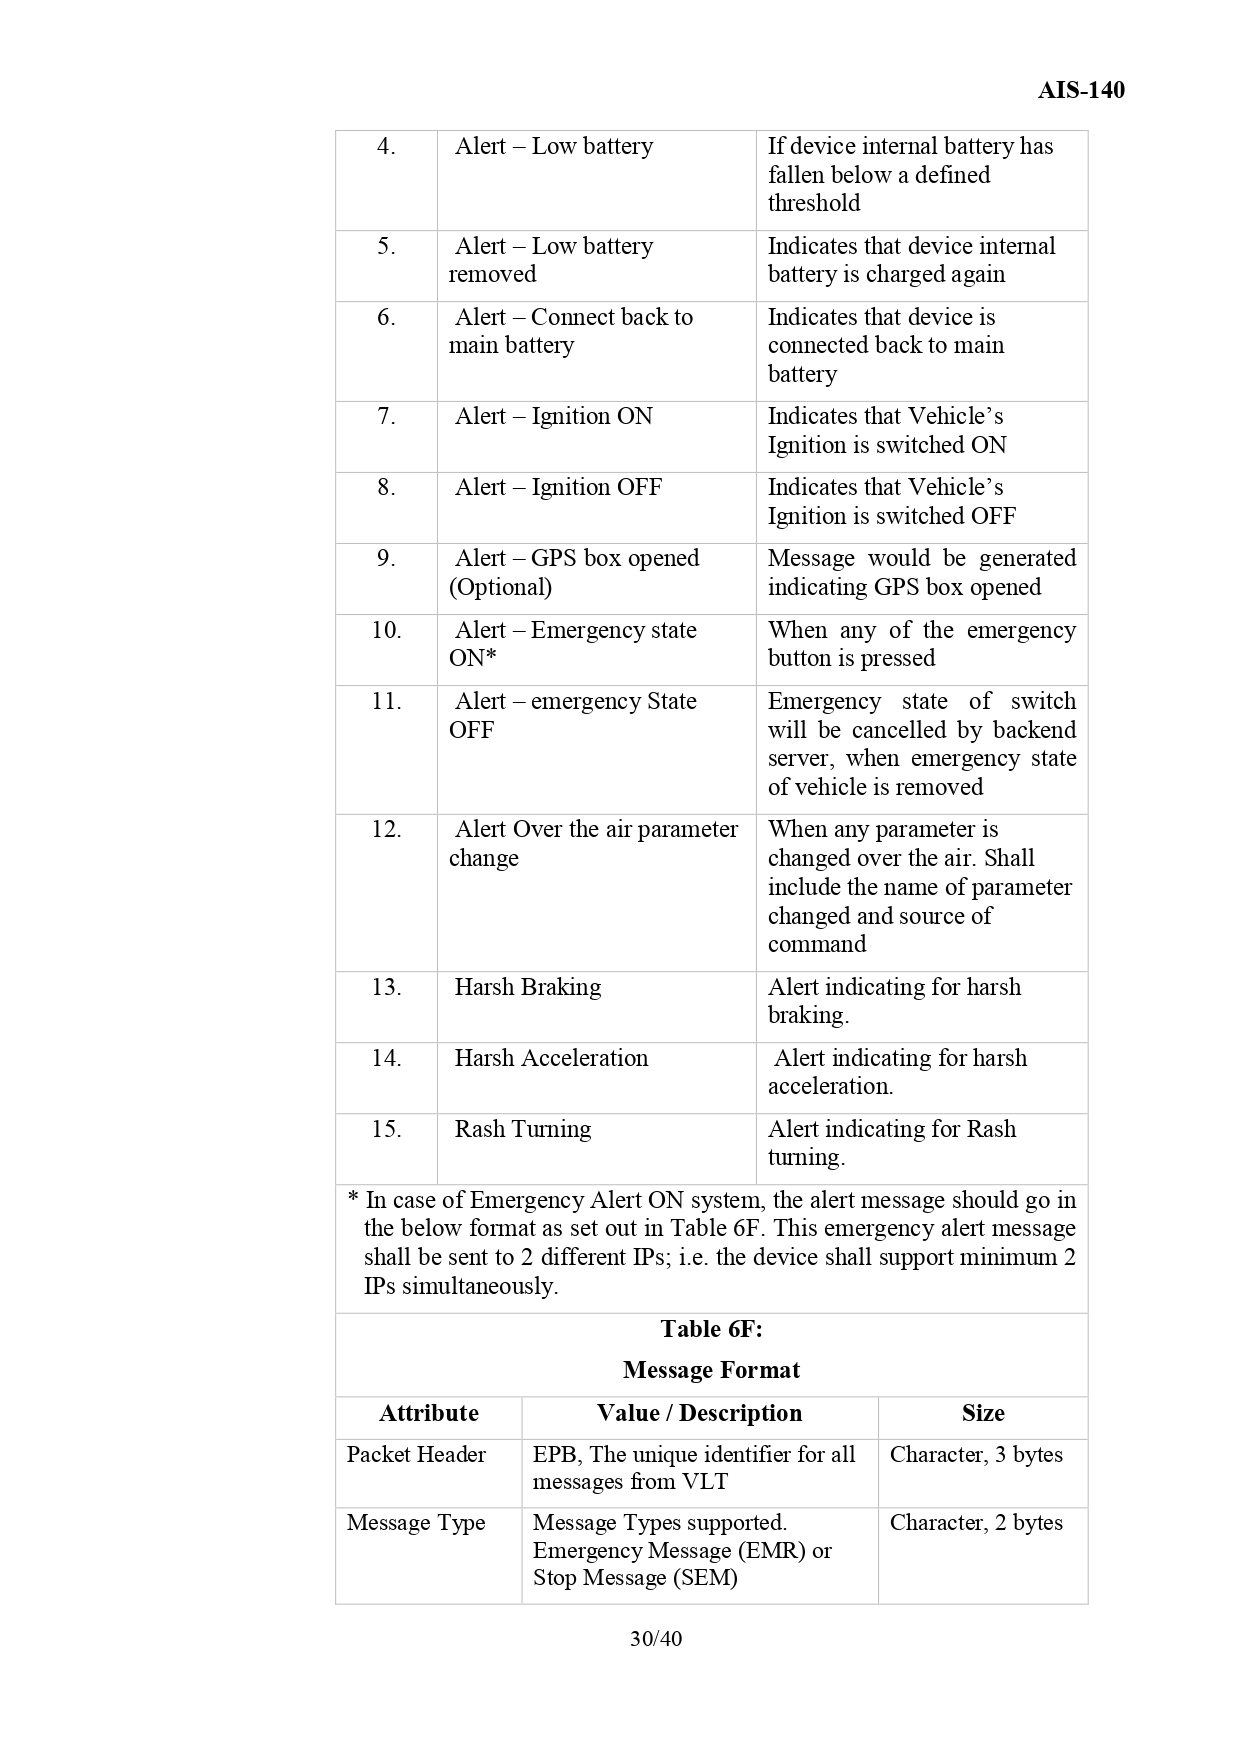 AIS-140
4. Alert – Low battery If device internal battery has
fallen below a defined
threshold
5. Alert – Low battery Indicates that device internal
removed battery is charged again
6. Alert – Connect back to Indicates that device is
main battery connected back to main
battery
7. Alert – Ignition ON Indicates that Vehicle’s
Ignition is switched ON
8. Alert – Ignition OFF Indicates that Vehicle’s
Ignition is switched OFF
9. Alert – GPS box opened Message would be generated
(Optional) indicating GPS box opened
10. Alert – Emergency state When any of the emergency
ON* button is pressed
11. Alert – emergency State Emergency state of switch
OFF will be cancelled by backend
server, when emergency state
of vehicle is removed
12. Alert Over the air parameter When any parameter is
change changed over the air. Shall
include the name of parameter
changed and source of
command
13. Harsh Braking Alert indicating for harsh
braking.
14. Harsh Acceleration Alert indicating for harsh
acceleration.
15. Rash Turning Alert indicating for Rash
turning.
* In case of Emergency Alert ON system, the alert message should go in
the below format as set out in Table 6F. This emergency alert message
shall be sent to 2 different IPs; i.e. the device shall support minimum 2
IPs simultaneously.
Table 6F:
Message Format
Attribute Value / Description Size
Packet Header EPB, The unique identifier for all Character, 3 bytes
messages from VLT
Message Type Message Types supported. Character, 2 bytes
Emergency Message (EMR) or
Stop Message (SEM)
30/40